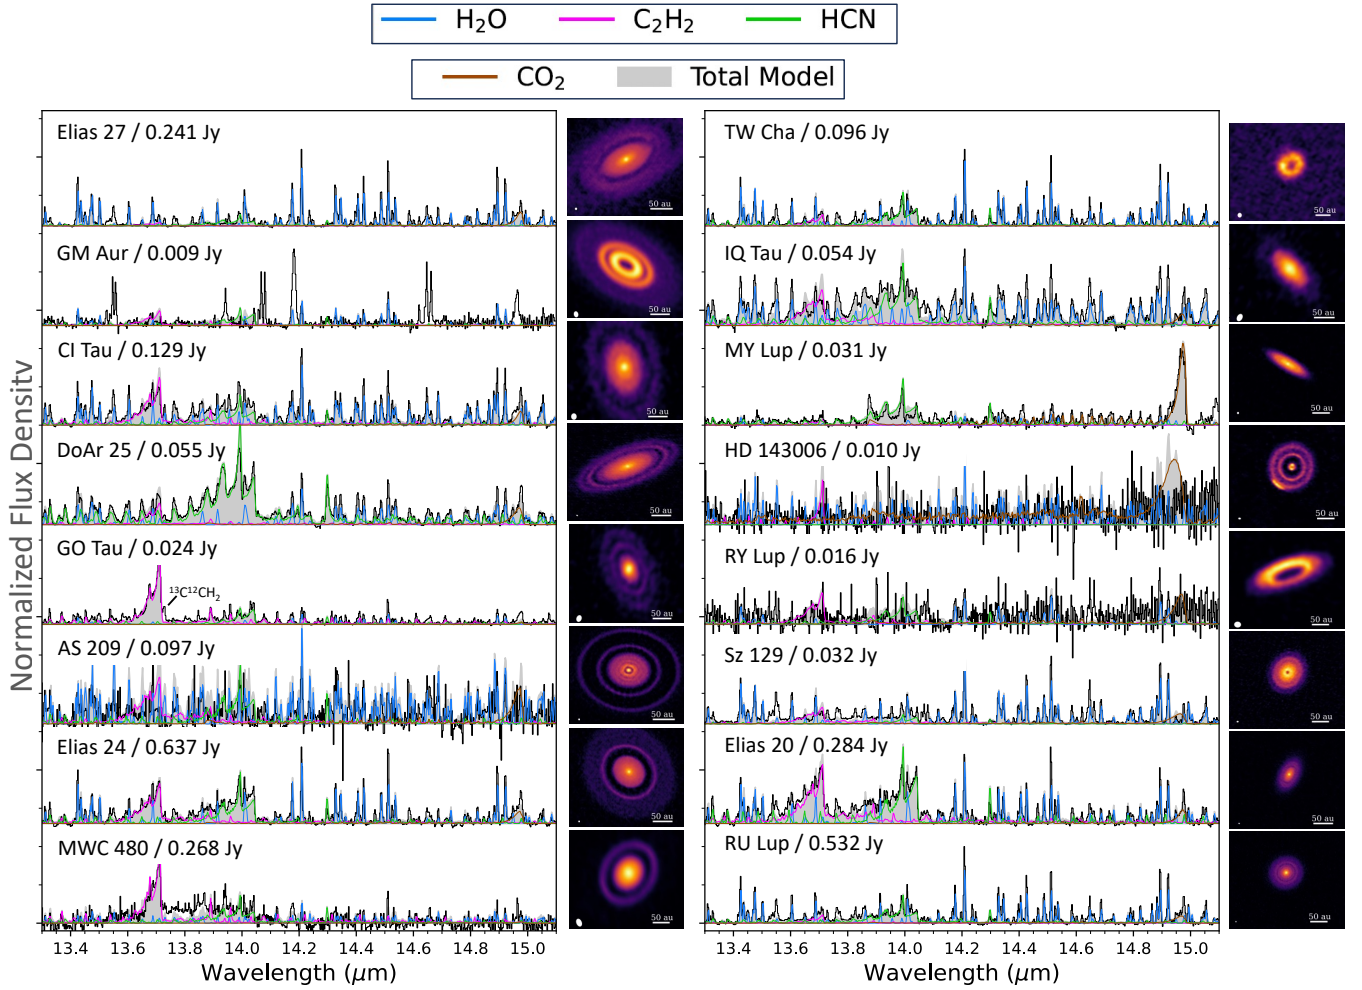 H₂O C₂H₂ HCN
CO₂ Total Model
Normalized Flux Density
Elias 27 / 0.241 Jy
50 au
GM Aur / 0.009 Jy
50 au
CI Tau / 0.129 Jy
50 au
DoAr 25 / 0.055 Jy
50 au
GO Tau / 0.024 Jy
¹³C¹²CH₂
50 au
AS 209 / 0.097 Jy
50 au
Elias 24 / 0.637 Jy
50 au
MWC 480 / 0.268 Jy
50 au
13.4 13.6 13.8 14.0 14.2 14.4 14.6 14.8 15.0
Wavelength (μm)
TW Cha / 0.096 Jy
50 au
IQ Tau / 0.054 Jy
50 au
MY Lup / 0.031 Jy
50 au
HD 143006 / 0.010 Jy
50 au
RY Lup / 0.016 Jy
50 au
Sz 129 / 0.032 Jy
50 au
Elias 20 / 0.284 Jy
50 au
RU Lup / 0.532 Jy
50 au
13.4 13.6 13.8 14.0 14.2 14.4 14.6 14.8 15.0
Wavelength (μm)